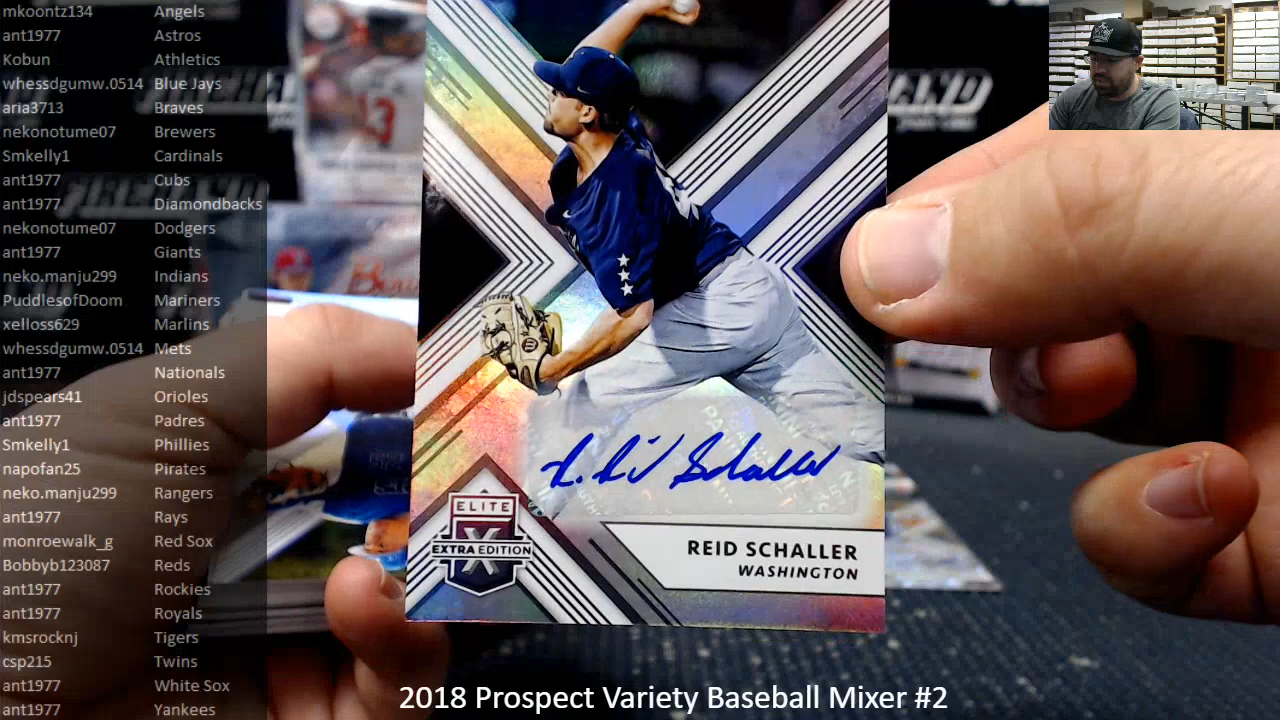 mkoontz134 Angels
ant1977 Astros
Kobun Athletics
whessdgumw.0514 Blue Jays
aria3713 Braves
nekonotume07 Brewers
Smkelly1 Cardinals
ant1977 Cubs
ant1977 Diamondbacks
nekonotume07 Dodgers
ant1977 Giants
neko.manju299 Indians
PuddlesofDoom Mariners
xelloss629 Marlins
whessdgumw.0514 Mets
ant1977 Nationals
jdspears41 Orioles
ant1977 Padres
Smkelly1 Phillies
napofan25 Pirates
neko.manju299 Rangers
ant1977 Rays
monroewalk_g Red Sox
Bobbyb123087 Reds
ant1977 Rockies
ant1977 Royals
kmsrocknj Tigers
csp215 Twins
ant1977 White Sox
ant1977 Yankees
13
Schaller
ELITE
X
EXTRA EDITION
REID SCHALLER
WASHINGTON
2018 Prospect Variety Baseball Mixer #2